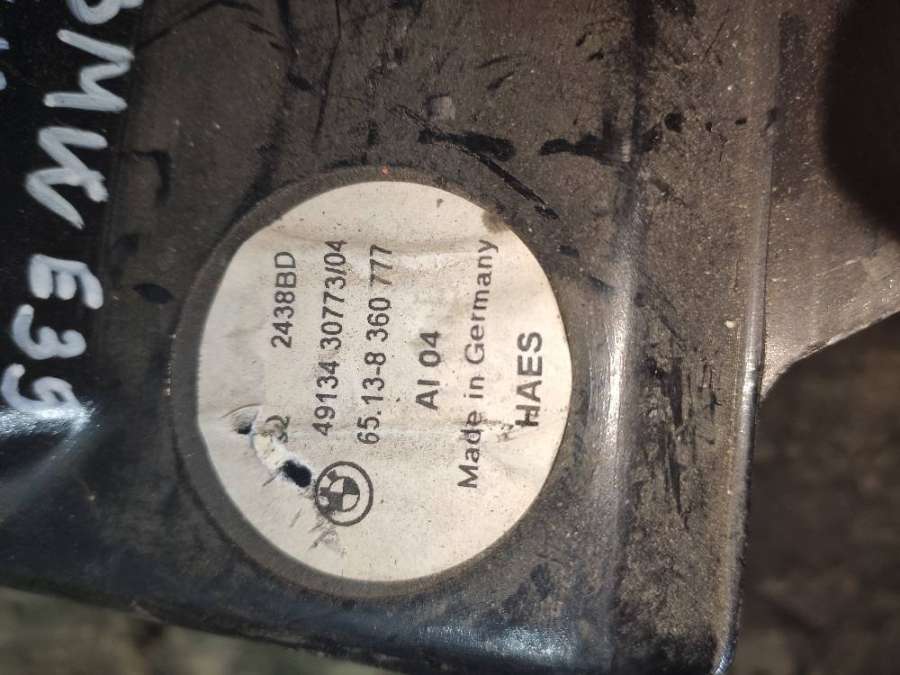 BMW E39
2438BD
49134 30773/04
65.13-8 360 777
AI 04
Made in Germany
HAES